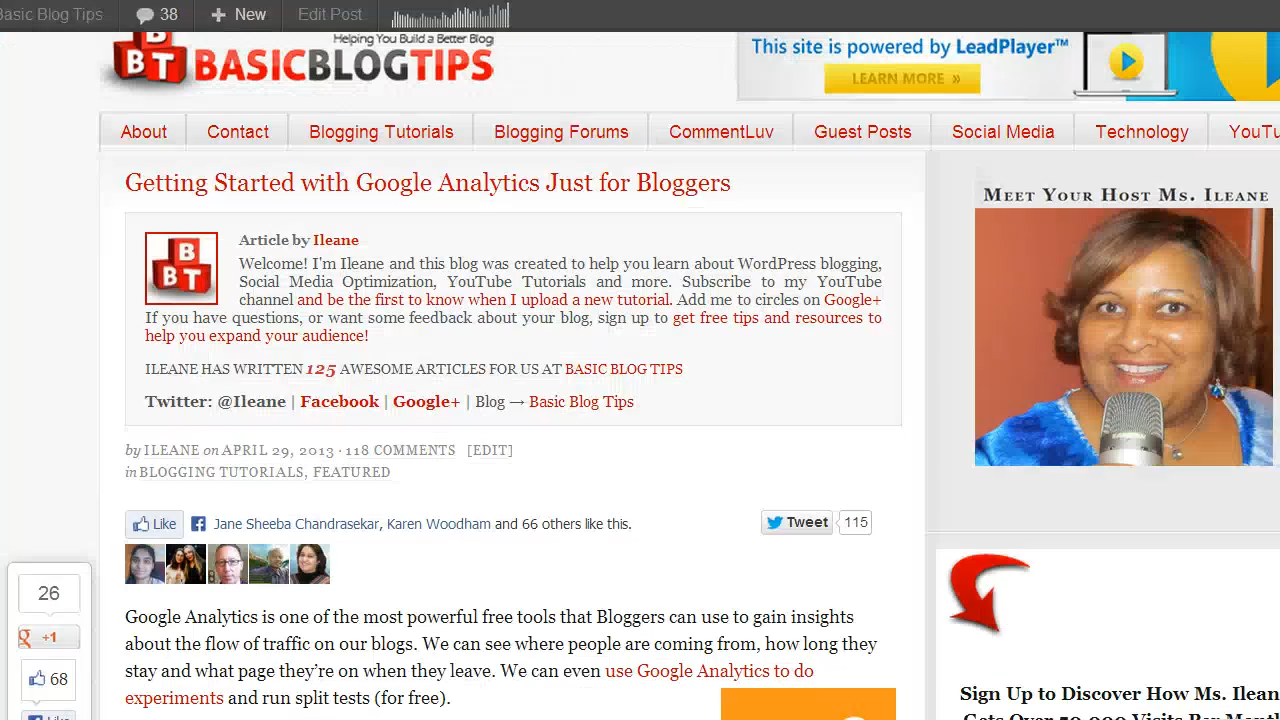 Basic Blog Tips 38 New Edit Post
Helping You Build a Better Blog
BBT BASICBLOGTIPS
This site is powered by LeadPlayer™
LEARN MORE »
About Contact Blogging Tutorials Blogging Forums CommentLuv Guest Posts Social Media Technology YouTu
Getting Started with Google Analytics Just for Bloggers
MEET YOUR HOST MS. ILEANE
BBT
Article by Ileane
Welcome! I'm Ileane and this blog was created to help you learn about WordPress blogging,
Social Media Optimization, YouTube Tutorials and more. Subscribe to my YouTube
channel and be the first to know when I upload a new tutorial. Add me to circles on Google+
If you have questions, or want some feedback about your blog, sign up to get free tips and resources to
help you expand your audience!
ILEANE HAS WRITTEN 125 AWESOME ARTICLES FOR US AT BASIC BLOG TIPS
Twitter: @Ileane | Facebook | Google+ | Blog → Basic Blog Tips
by ILEANE on APRIL 29, 2013 · 118 COMMENTS [EDIT]
in BLOGGING TUTORIALS, FEATURED
Like Jane Sheeba Chandrasekar, Karen Woodham and 66 others like this.
Tweet 115
26
g +1
68
Like
Google Analytics is one of the most powerful free tools that Bloggers can use to gain insights
about the flow of traffic on our blogs. We can see where people are coming from, how long they
stay and what page they're on when they leave. We can even use Google Analytics to do
experiments and run split tests (for free).
Sign Up to Discover How Ms. Ilean
Gets Over 50,000 Visits Per Month